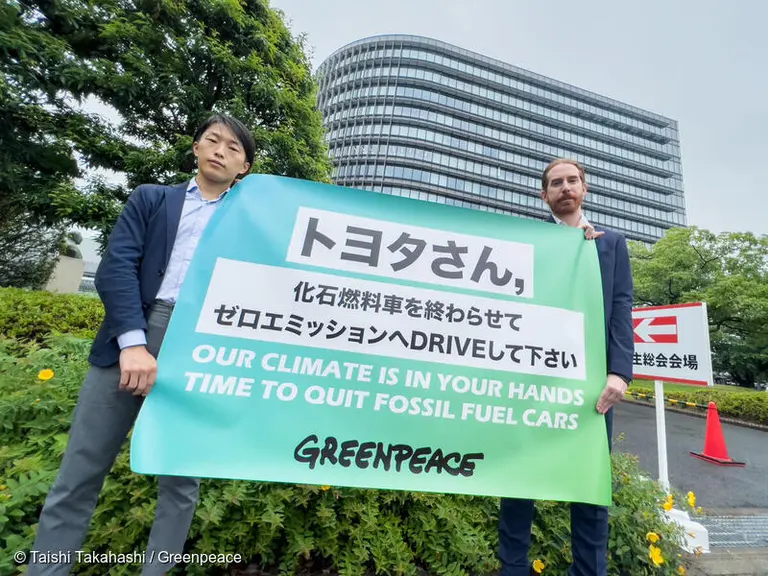 トヨタさん,
化石燃料車を終わらせて
ゼロエミッションへDRIVEして下さい
OUR CLIMATE IS IN YOUR HANDS
TIME TO QUIT FOSSIL FUEL CARS
GREENPEACE
主総会会場
© Taishi Takahashi / Greenpeace